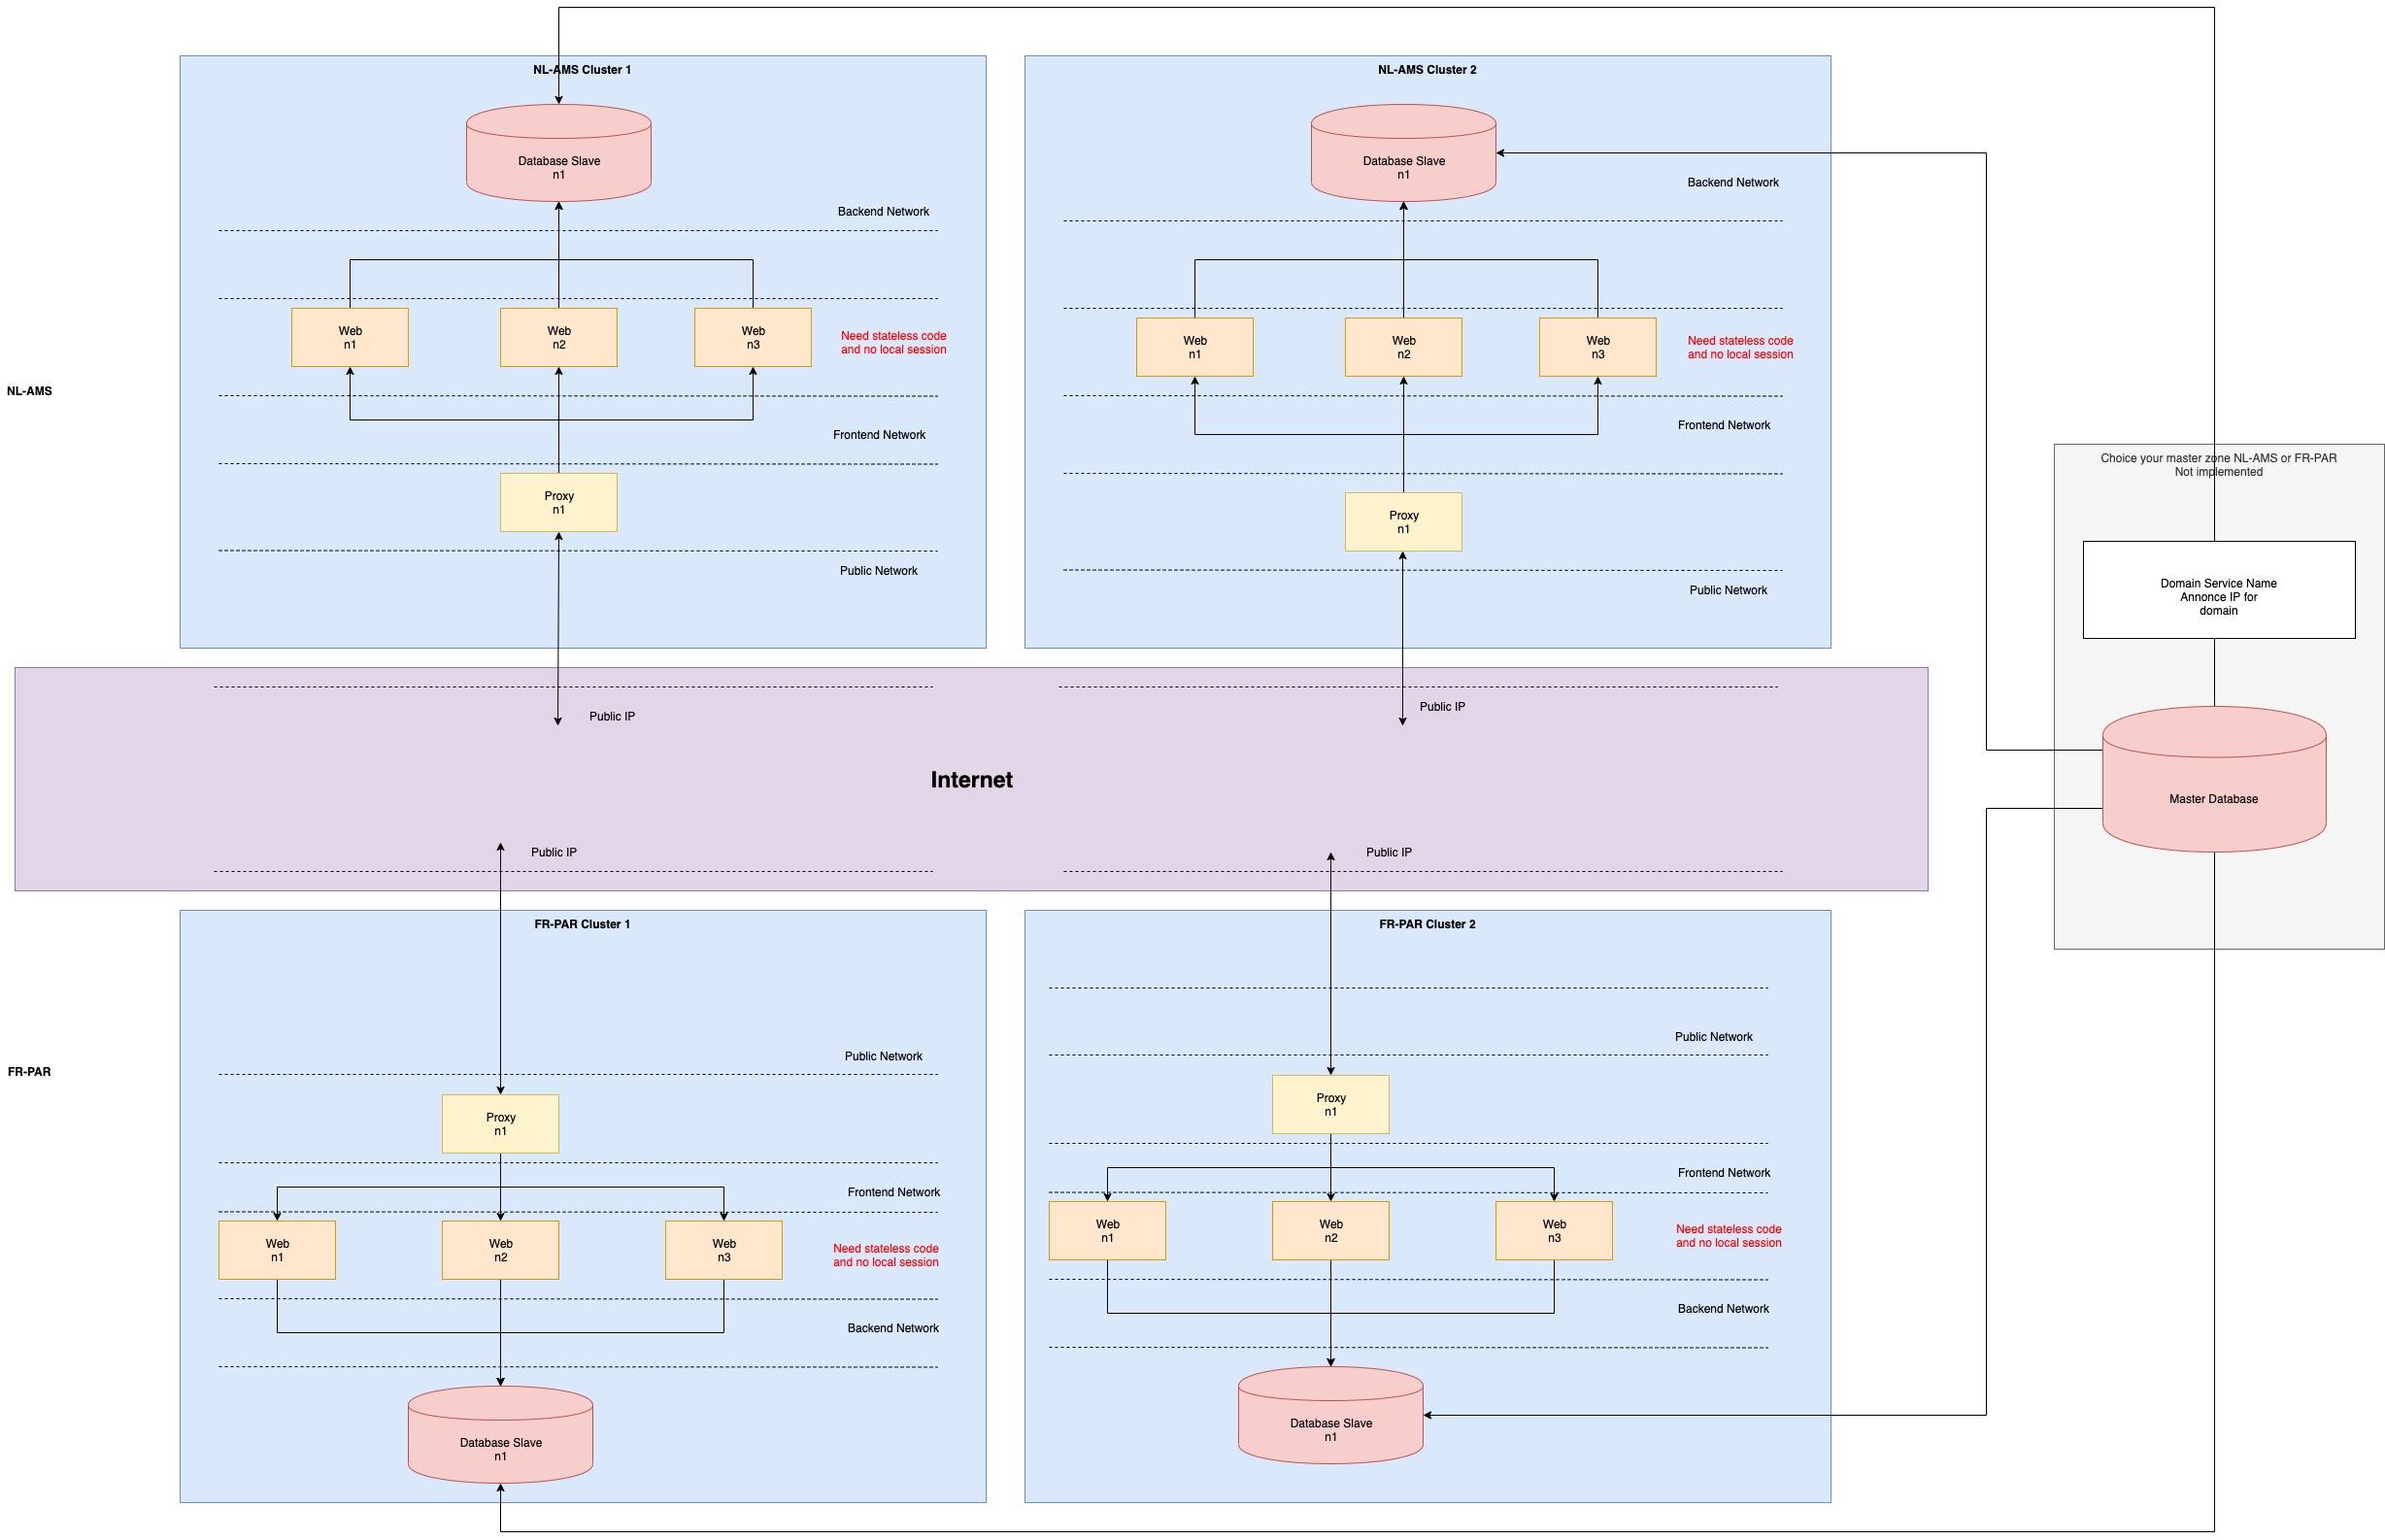 NL-AMS Cluster 1
Database Slave
n1
Backend Network
Web
n1
Web
n2
Web
n3
Need stateless code
and no local session
Frontend Network
Proxy
n1
Public Network
NL-AMS Cluster 2
Database Slave
n1
Backend Network
Web
n1
Web
n2
Web
n3
Need stateless code
and no local session
Frontend Network
Proxy
n1
Public Network
NL-AMS
Choice your master zone NL-AMS or FR-PAR
Not implemented
Domain Service Name
Annonce IP for
domain
Master Database
Public IP
Public IP
Internet
Public IP
Public IP
FR-PAR
FR-PAR Cluster 1
Public Network
Proxy
n1
Frontend Network
Web
n1
Web
n2
Web
n3
Need stateless code
and no local session
Backend Network
Database Slave
n1
FR-PAR Cluster 2
Public Network
Proxy
n1
Frontend Network
Web
n1
Web
n2
Web
n3
Need stateless code
and no local session
Backend Network
Database Slave
n1